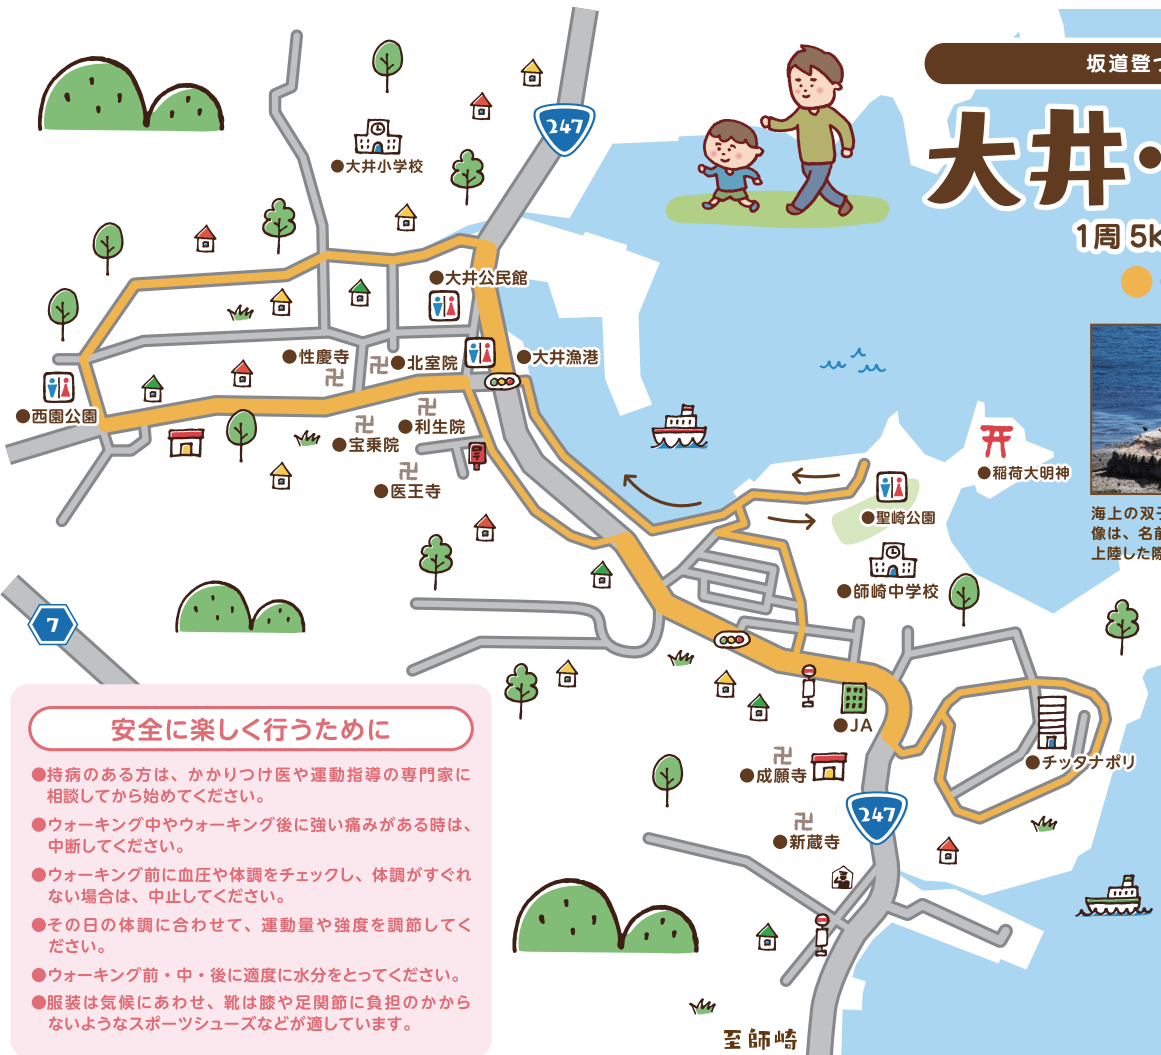 坂道登
大井・
1周 5k
247
●大井小学校
●大井公民館
●性慶寺
●北室院
●大井漁港
●西園公園
●利生院
●宝乗院
●医王寺
●稲荷大明神
●聖崎公園
●師崎中学校
海上の双
像は、名
上陸した際
7
●JA
●成願寺
●チッタナポリ
247
●新蔵寺
至師崎
安全に楽しく行うために
●持病のある方は、かかりつけ医や運動指導の専門家に
相談してから始めてください。
●ウォーキング中やウォーキング後に強い痛みがある時は、
中断してください。
●ウォーキング前に血圧や体調をチェックし、体調がすぐれ
ない場合は、中止してください。
●その日の体調に合わせて、運動量や強度を調節してく
ださい。
●ウォーキング前・中・後に適度に水分をとってください。
●服装は気候にあわせ、靴は膝や足関節に負担のかから
ないようなスポーツシューズなどが適しています。